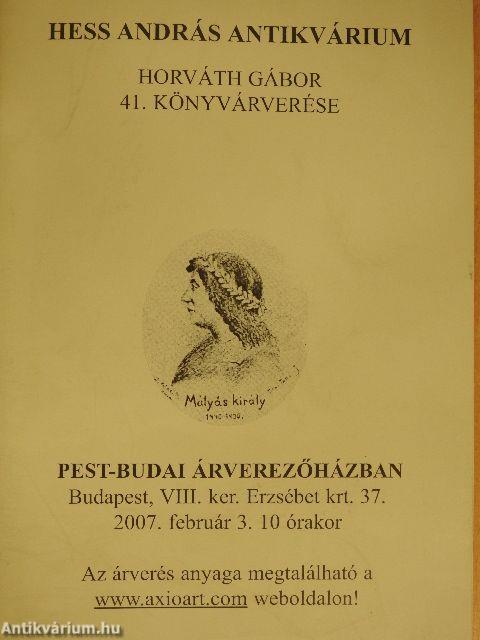 HESS ANDRÁS ANTIKVÁRIUM
HORVÁTH GÁBOR
41. KÖNYVÁRVERÉSE
Mátyás király
1440-1490.
PEST-BUDAI ÁRVEREZŐHÁZBAN
Budapest, VIII. ker. Erzsébet krt. 37.
2007. február 3. 10 órakor
Az árverés anyaga megtalálható a
www.axioart.com weboldalon!
Antikvárium.hu